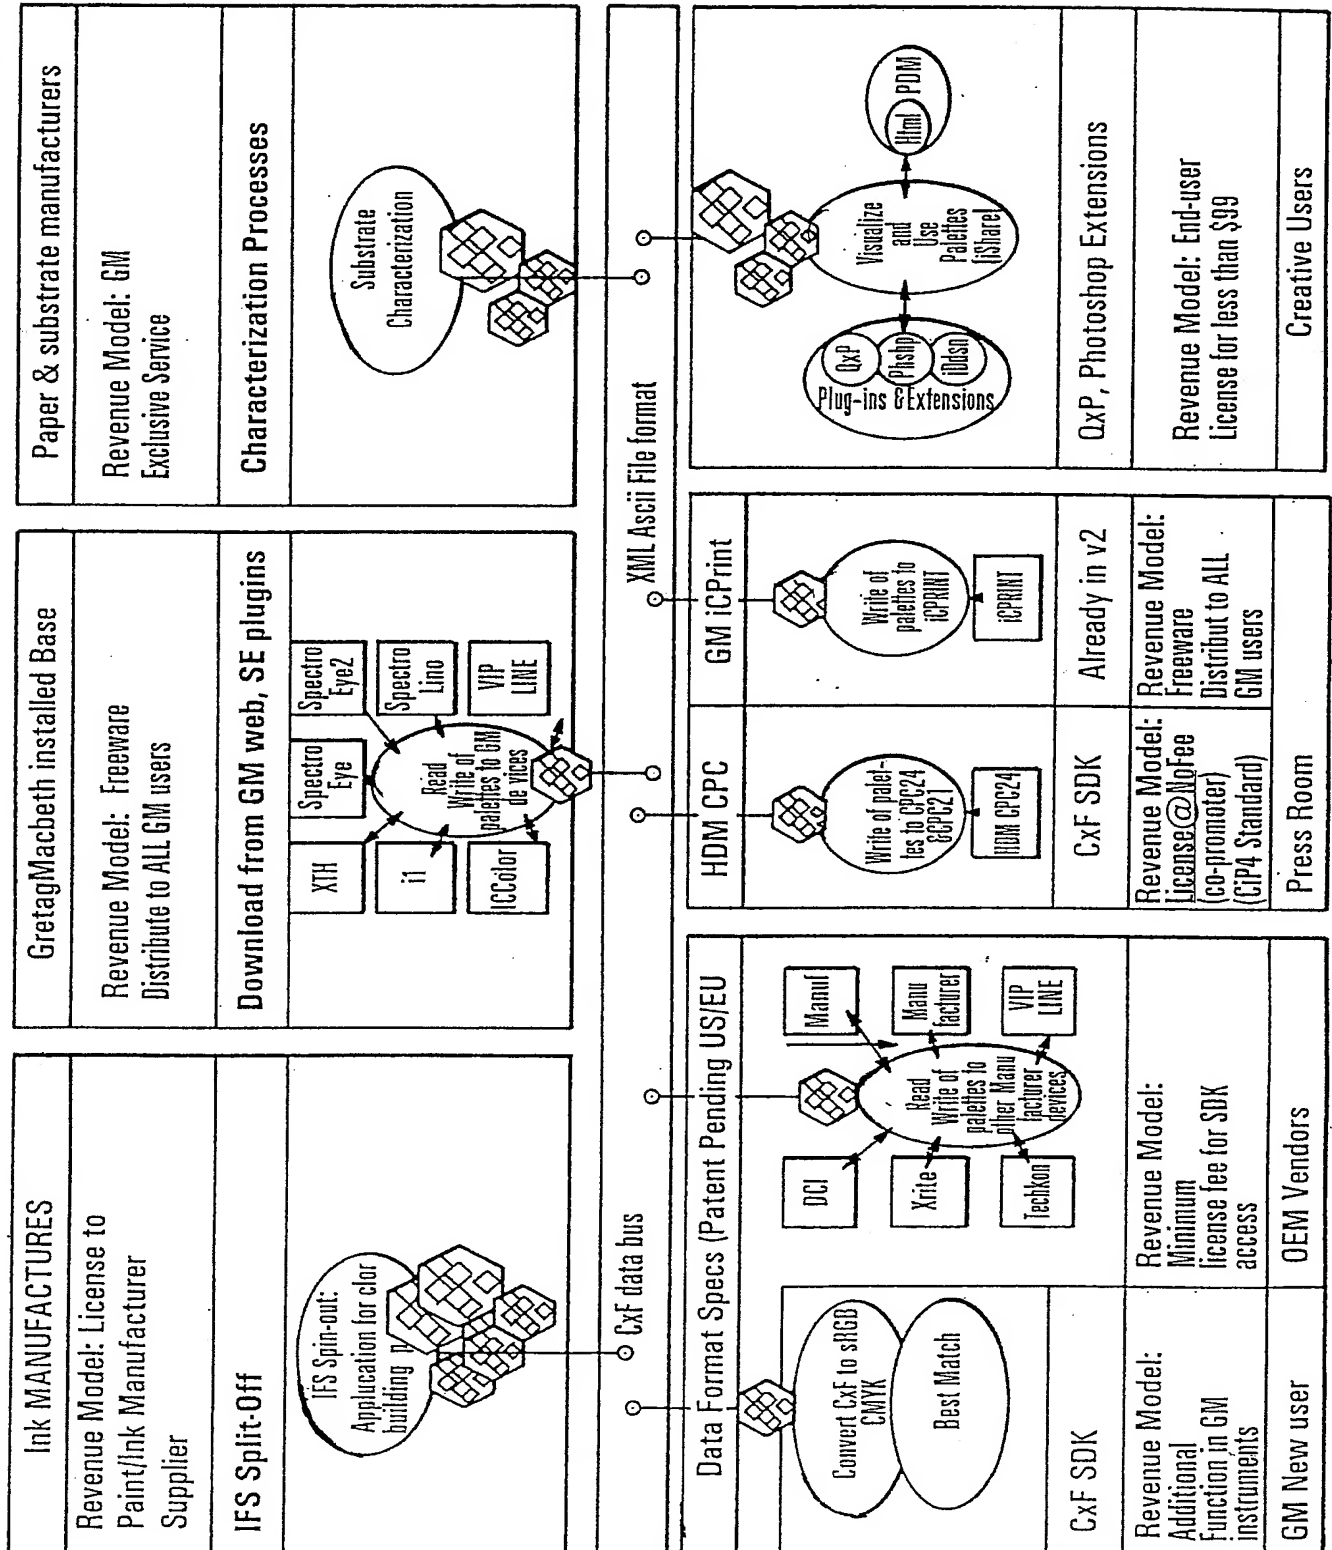 Ink MANUFACTURES
Revenue Model: License to
Paint/Ink Manufacturer
Supplier
IFS Split-Off
IFS Spin-out:
Applucation for clor
building p
GretagMacbeth installed Base
Revenue Model: Freeware
Distribute to ALL GM users
Download from GM web, SE plugins
XTH
i1
ICColor
Spectro
Eye
Spectro
Eye2
Spectro
Lino
VIP
LINE
Read
Write of
palettes to GM
de vices
Paper & substrate manufacturers
Revenue Model: GM
Exclusive Service
Characterization Processes
Substrate
Characterization
CxF data bus
XML Ascii File format
Data Format Specs (Patent Pending US/EU
Convert CxF to sRGB
CMYK
Best Match
CxF SDK
Revenue Model:
Additional
Function in GM
instruments
GM New user
DCI
Xrite
Techkon
Manuf
Manu
facturer
VIP
LINE
Read
Write of
palettes to
other Manu
facturer
devices
Revenue Model:
Minimum
license fee for SDK
access
OEM Vendors
HDM CPC
Write of palet-
tes to CPC24
&CPC21
HDM CPC24
CxF SDK
Revenue Model:
License@NoFee
(co-promoter)
(CiP4 Standard)
GM iCPrint
Write of
palettes to
iCPRINT
iCPRINT
Already in v2
Revenue Model:
Freeware
Distribut to ALL
GM users
Press Room
QxP
Phshp
iDdsn
Plug-ins &Extensions
Visualize
and
Use
Palettes
(iShare)
Html
PDM
QxP, Photoshop Extensions
Revenue Model: End-user
License for less than $99
Creative Users